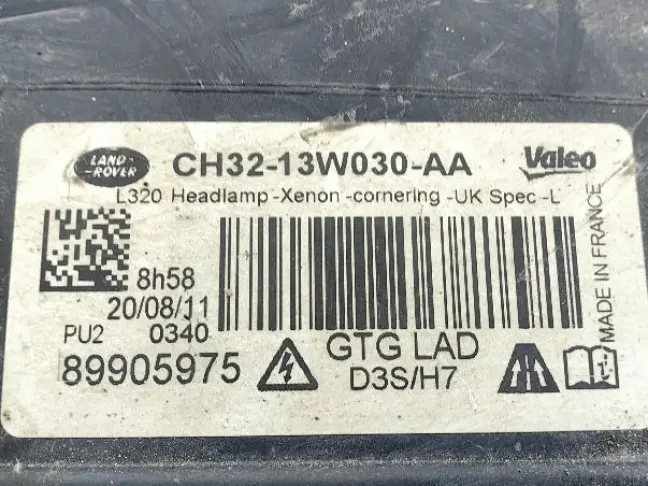 LAND-
ROVER
CH32-13W030-AA
Valeo
L320 Headlamp -Xenon -cornering -UK Spec -L
8h58
20/08/11
PU2 0340
89905975
GTG LAD
D3S/H7
MADE IN FRANCE